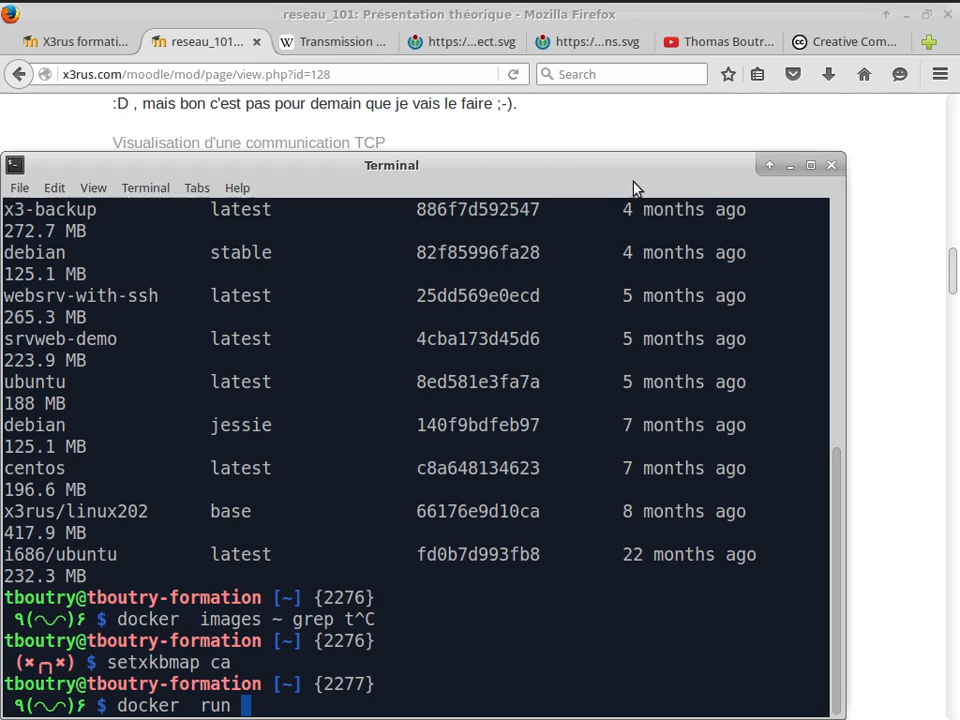 reseau_101: Présentation théorique - Mozilla Firefox
X3rus formati...
reseau_101...
W Transmission ...
https:/...ect.svg
https:/...ns.svg
Thomas Boutr...
Creative Com...
x3rus.com/moodle/mod/page/view.php?id=128
Search
:D , mais bon c'est pas pour demain que je vais le faire ;-).
Visualisation d'une communication TCP
Terminal
File Edit View Terminal Tabs Help
x3-backup latest 886f7d592547 4 months ago
272.7 MB
debian stable 82f85996fa28 4 months ago
125.1 MB
websrv-with-ssh latest 25dd569e0ecd 5 months ago
265.3 MB
srvweb-demo latest 4cba173d45d6 5 months ago
223.9 MB
ubuntu latest 8ed581e3fa7a 5 months ago
188 MB
debian jessie 140f9bdfeb97 7 months ago
125.1 MB
centos latest c8a648134623 7 months ago
196.6 MB
x3rus/linux202 base 66176e9d10ca 8 months ago
417.9 MB
i686/ubuntu latest fd0b7d993fb8 22 months ago
232.3 MB
tboutry@tboutry-formation [~] {2276}
٩(◡◡)۶ $ docker  images ~ grep t^C
tboutry@tboutry-formation [~] {2276}
(✖╭╮✖) $ setxkbmap ca
tboutry@tboutry-formation [~] {2277}
٩(◡◡)۶ $ docker  run